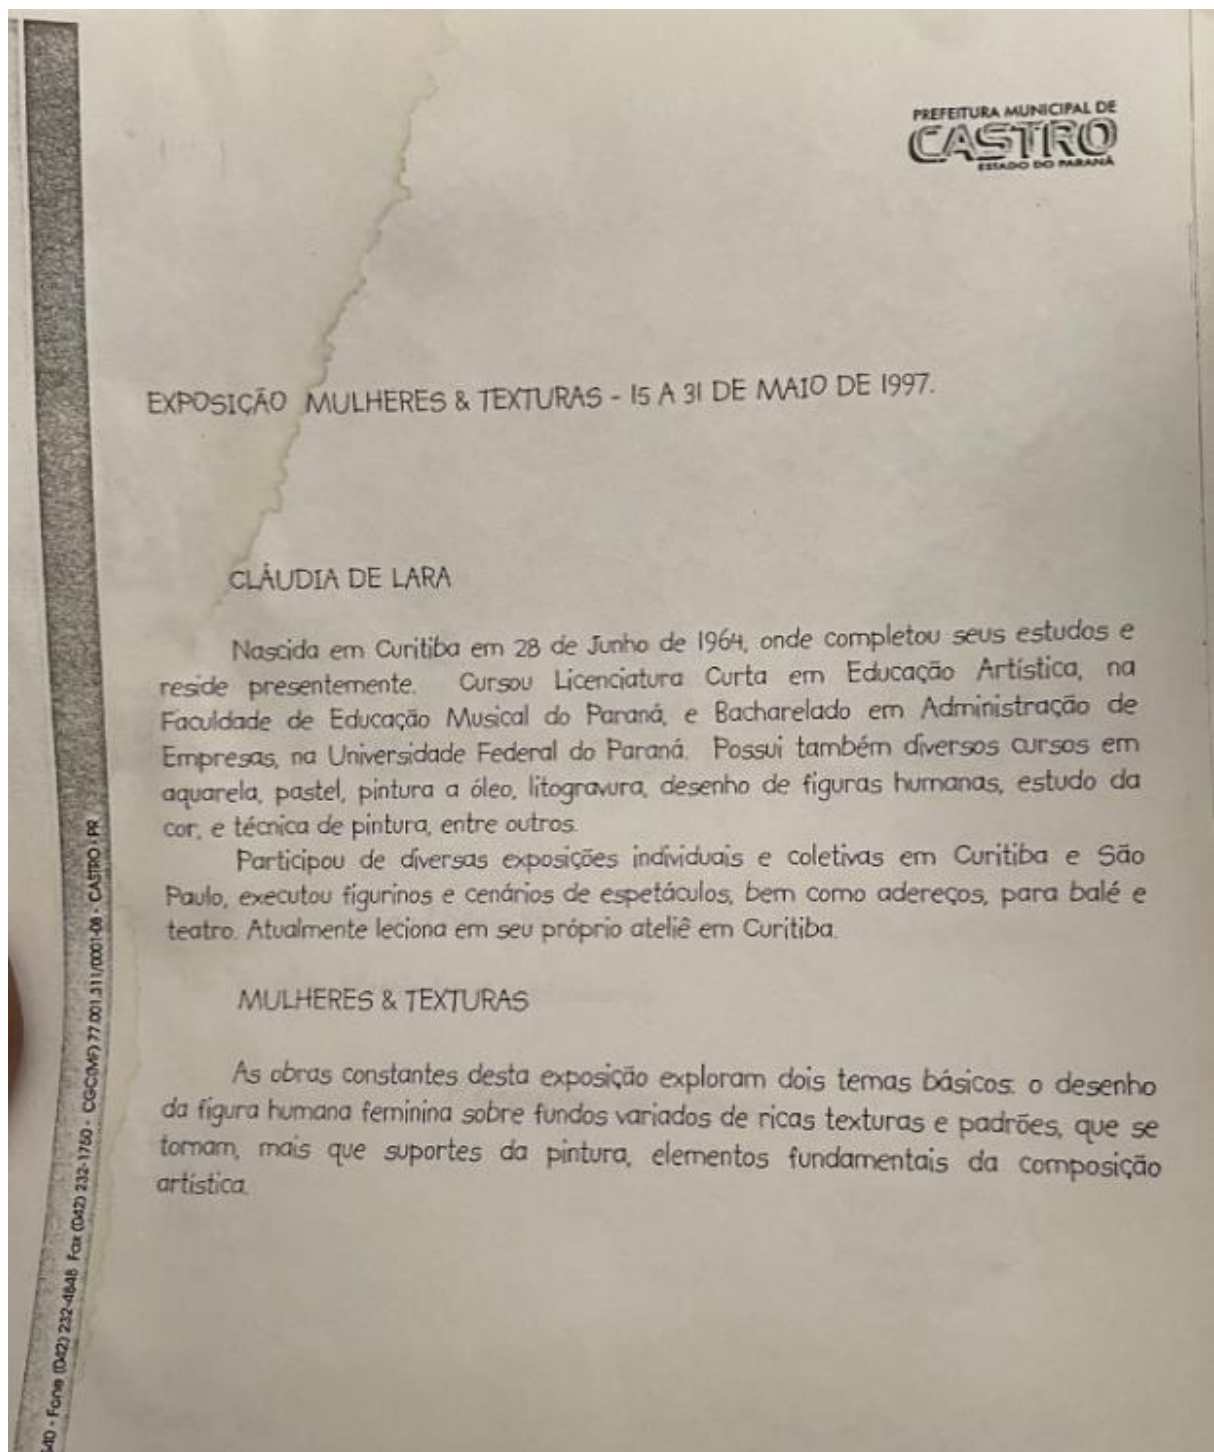 PREFEITURA MUNICIPAL DE
CASTRO
ESTADO DO PARANÁ
EXPOSIÇÃO MULHERES & TEXTURAS - 15 A 31 DE MAIO DE 1997.
CLÁUDIA DE LARA
Nascida em Curitiba em 28 de Junho de 1964, onde completou seus estudos e
reside presentemente. Cursou Licenciatura Curta em Educação Artística, na
Faculdade de Educação Musical do Paraná, e Bacharelado em Administração de
Empresas, na Universidade Federal do Paraná. Possui também diversos cursos em
aquarela, pastel, pintura a óleo, litogravura, desenho de figuras humanas, estudo da
cor, e técnica de pintura, entre outros.
Participou de diversas exposições individuais e coletivas em Curitiba e São
Paulo, executou figurinos e cenários de espetáculos, bem como adereços, para balé e
teatro. Atualmente leciona em seu próprio ateliê em Curitiba.
MULHERES & TEXTURAS
As obras constantes desta exposição exploram dois temas básicos: o desenho
da figura humana feminina sobre fundos variados de ricas texturas e padrões, que se
tornam, mais que suportes da pintura, elementos fundamentais da composição
artística.
- Fone (042) 232-4848 Fax (042) 232-1750 - CGC(MF) 77.001.311/0001-08 - CASTRO - PR